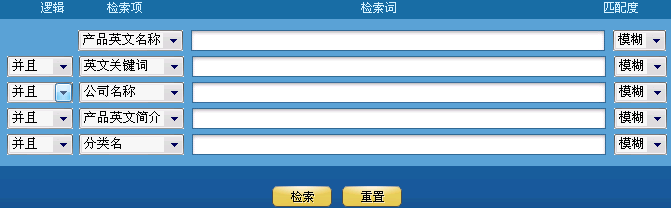 逻辑 检索项 检索词 匹配度
产品英文名称 模糊
并且 英文关键词 模糊
并且 公司名称 模糊
并且 产品英文简介 模糊
并且 分类名 模糊
检索 重置